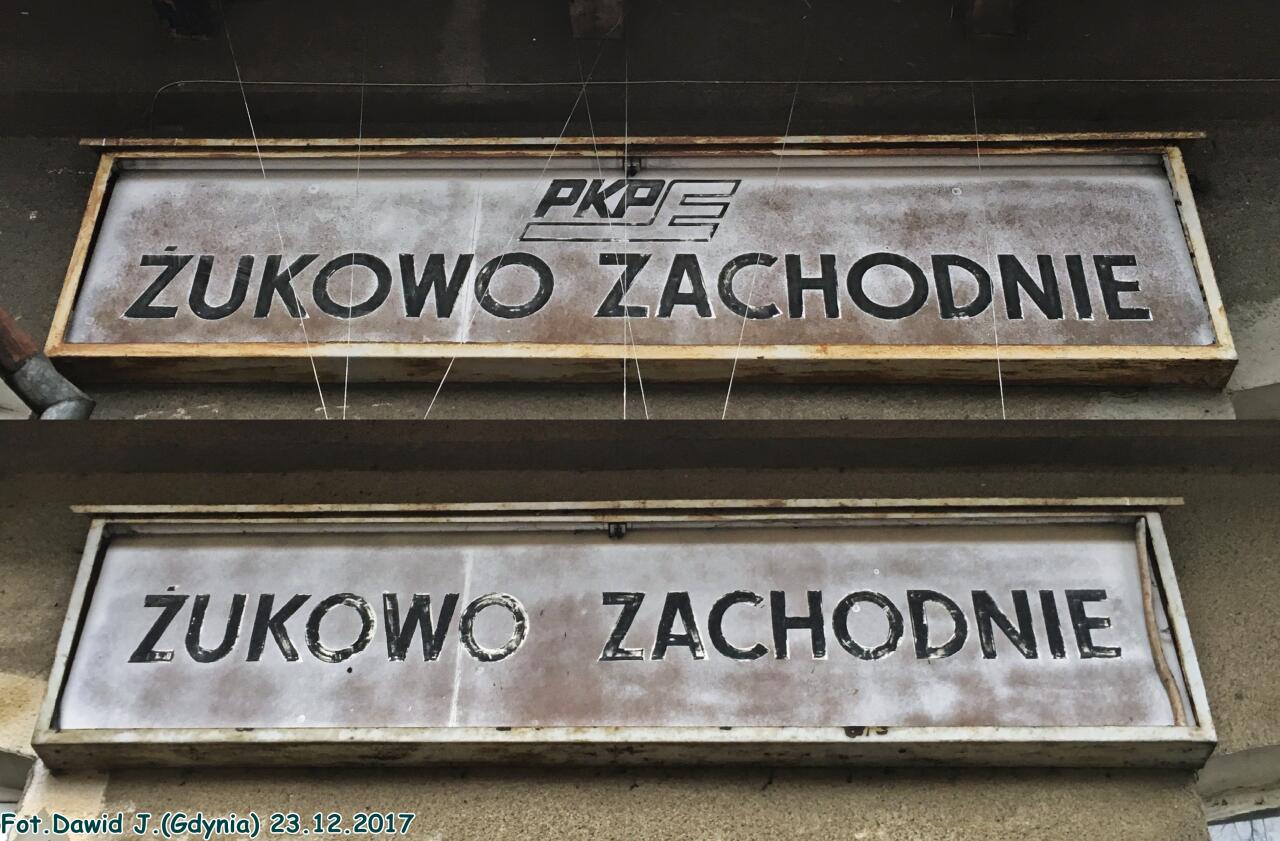 PKP
ŻUKOWO ZACHODNIE
ŻUKOWO ZACHODNIE
Fot.Dawid J.(Gdynia) 23.12.2017